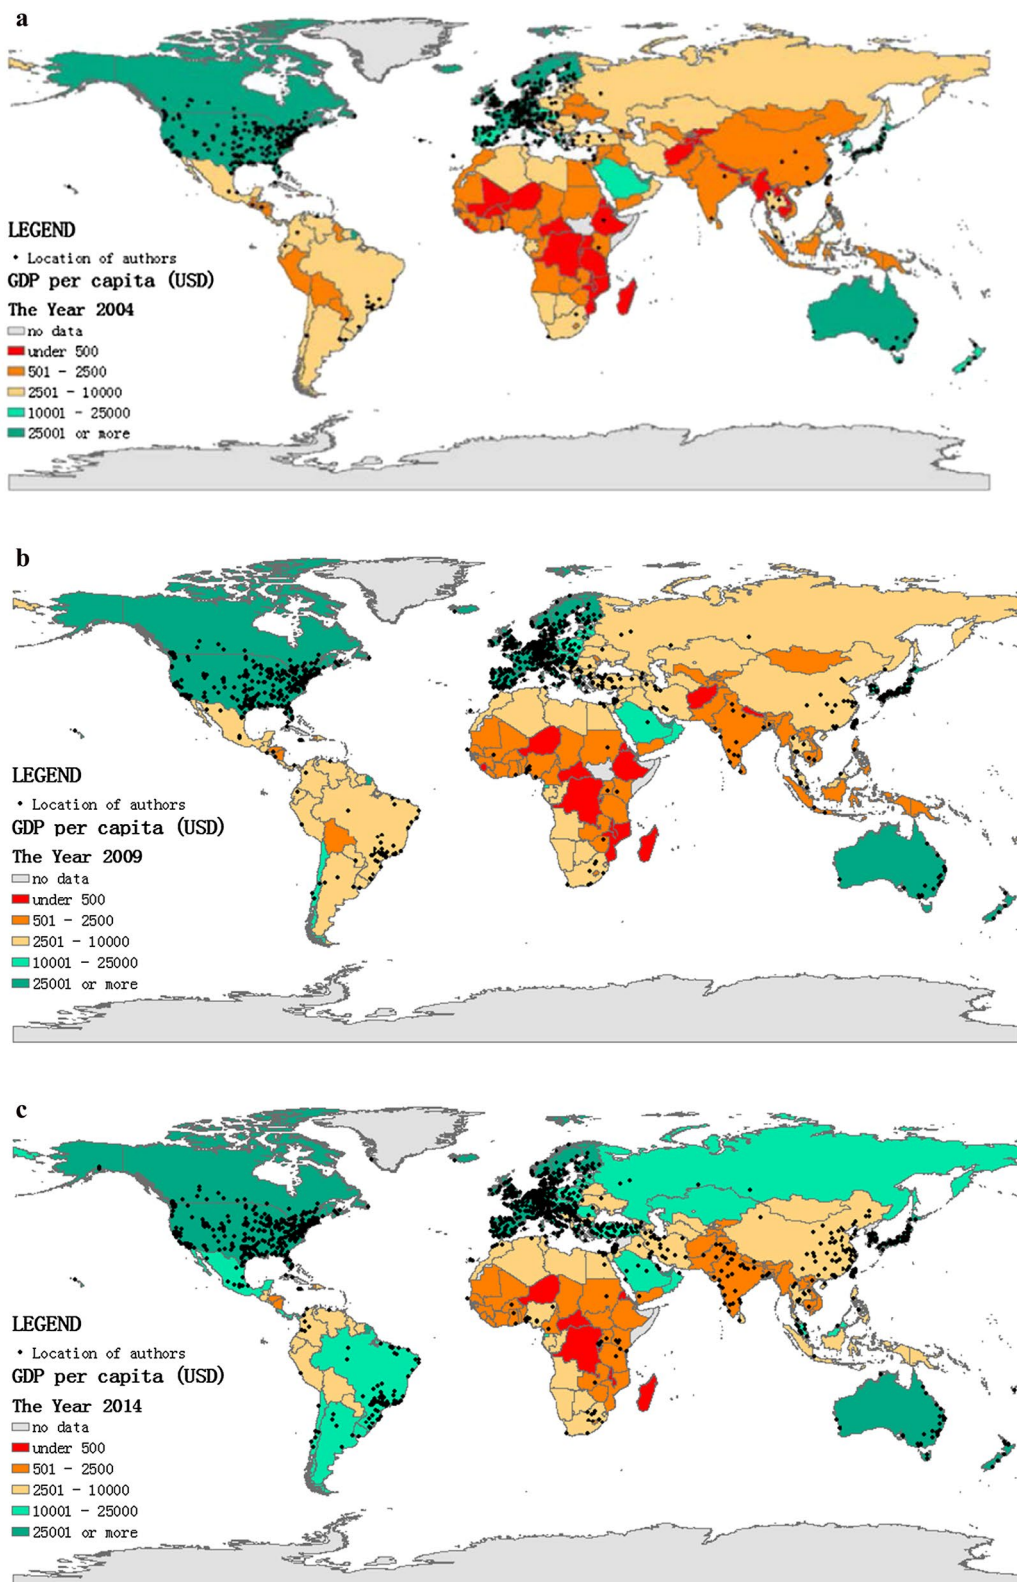 a
LEGEND
• Location of authors
GDP per capita (USD)
The Year 2004
no data
under 500
501 - 2500
2501 - 10000
10001 - 25000
25001 or more
b
LEGEND
• Location of authors
GDP per capita (USD)
The Year 2009
no data
under 500
501 - 2500
2501 - 10000
10001 - 25000
25001 or more
c
LEGEND
• Location of authors
GDP per capita (USD)
The Year 2014
no data
under 500
501 - 2500
2501 - 10000
10001 - 25000
25001 or more